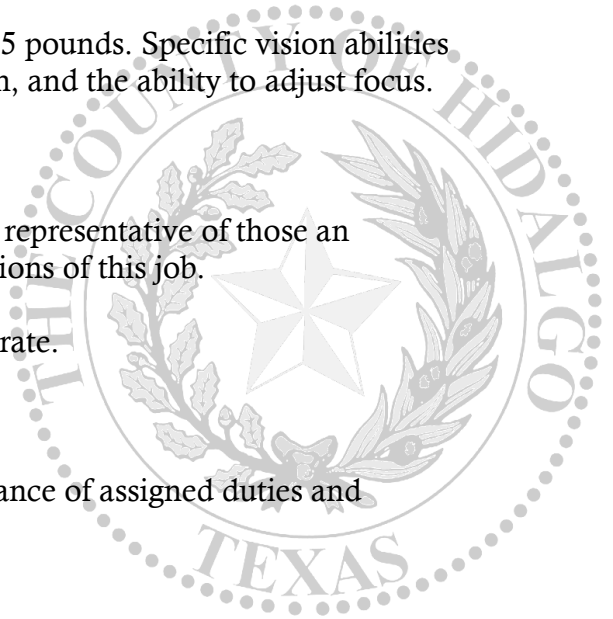 5 pounds. Specific vision abilities
n, and the ability to adjust focus.
representative of those an
ions of this job.
rate.
ance of assigned duties and
THE COUNTY OF HIDALGO
TEXAS